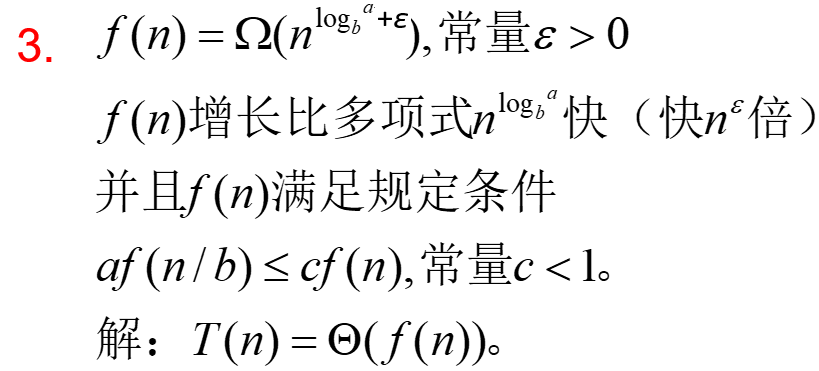 3. f(n) = Ω(n^{log_b^a+ε}), 常量ε > 0
f(n)增长比多项式n^{log_b^a}快（快n^ε倍）
并且f(n)满足规定条件
af(n/b) ≤ cf(n), 常量c < 1。
解：T(n) = Θ(f(n))。